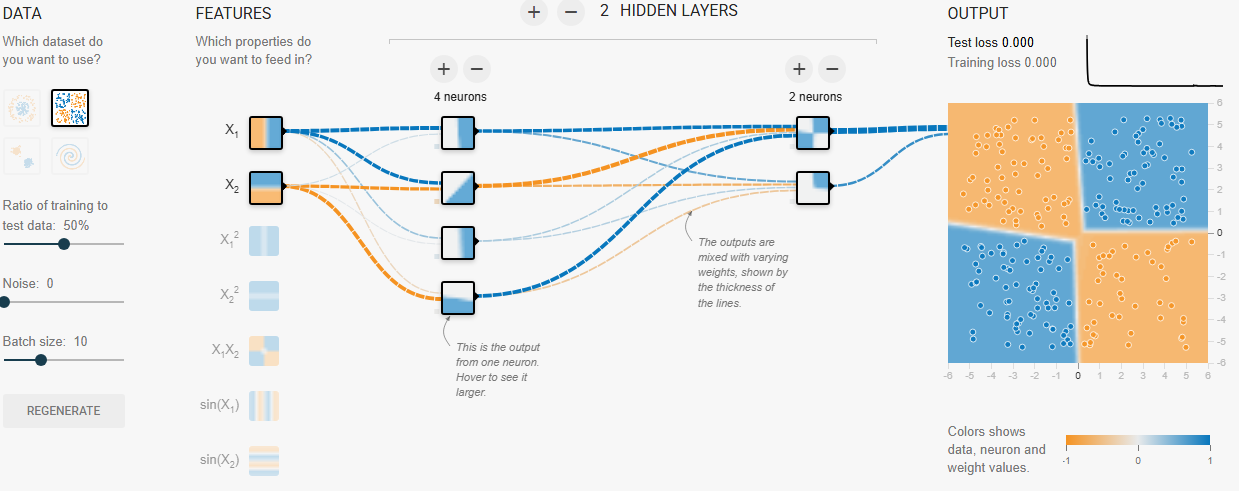 DATA
Which dataset do
you want to use?
Ratio of training to
test data: 50%
Noise: 0
Batch size: 10
REGENERATE
FEATURES
Which properties do
you want to feed in?
X1
X2
X1²
X2²
X1X2
sin(X1)
sin(X2)
+ − 2 HIDDEN LAYERS
+ −
4 neurons
This is the output
from one neuron.
Hover to see it
larger.
+ −
2 neurons
The outputs are
mixed with varying
weights, shown by
the thickness of
the lines.
OUTPUT
Test loss 0.000
Training loss 0.000
6
5
4
3
2
1
0
-1
-2
-3
-4
-5
-6
-6 -5 -4 -3 -2 -1 0 1 2 3 4 5 6
Colors shows
data, neuron and
weight values.
-1 0 1